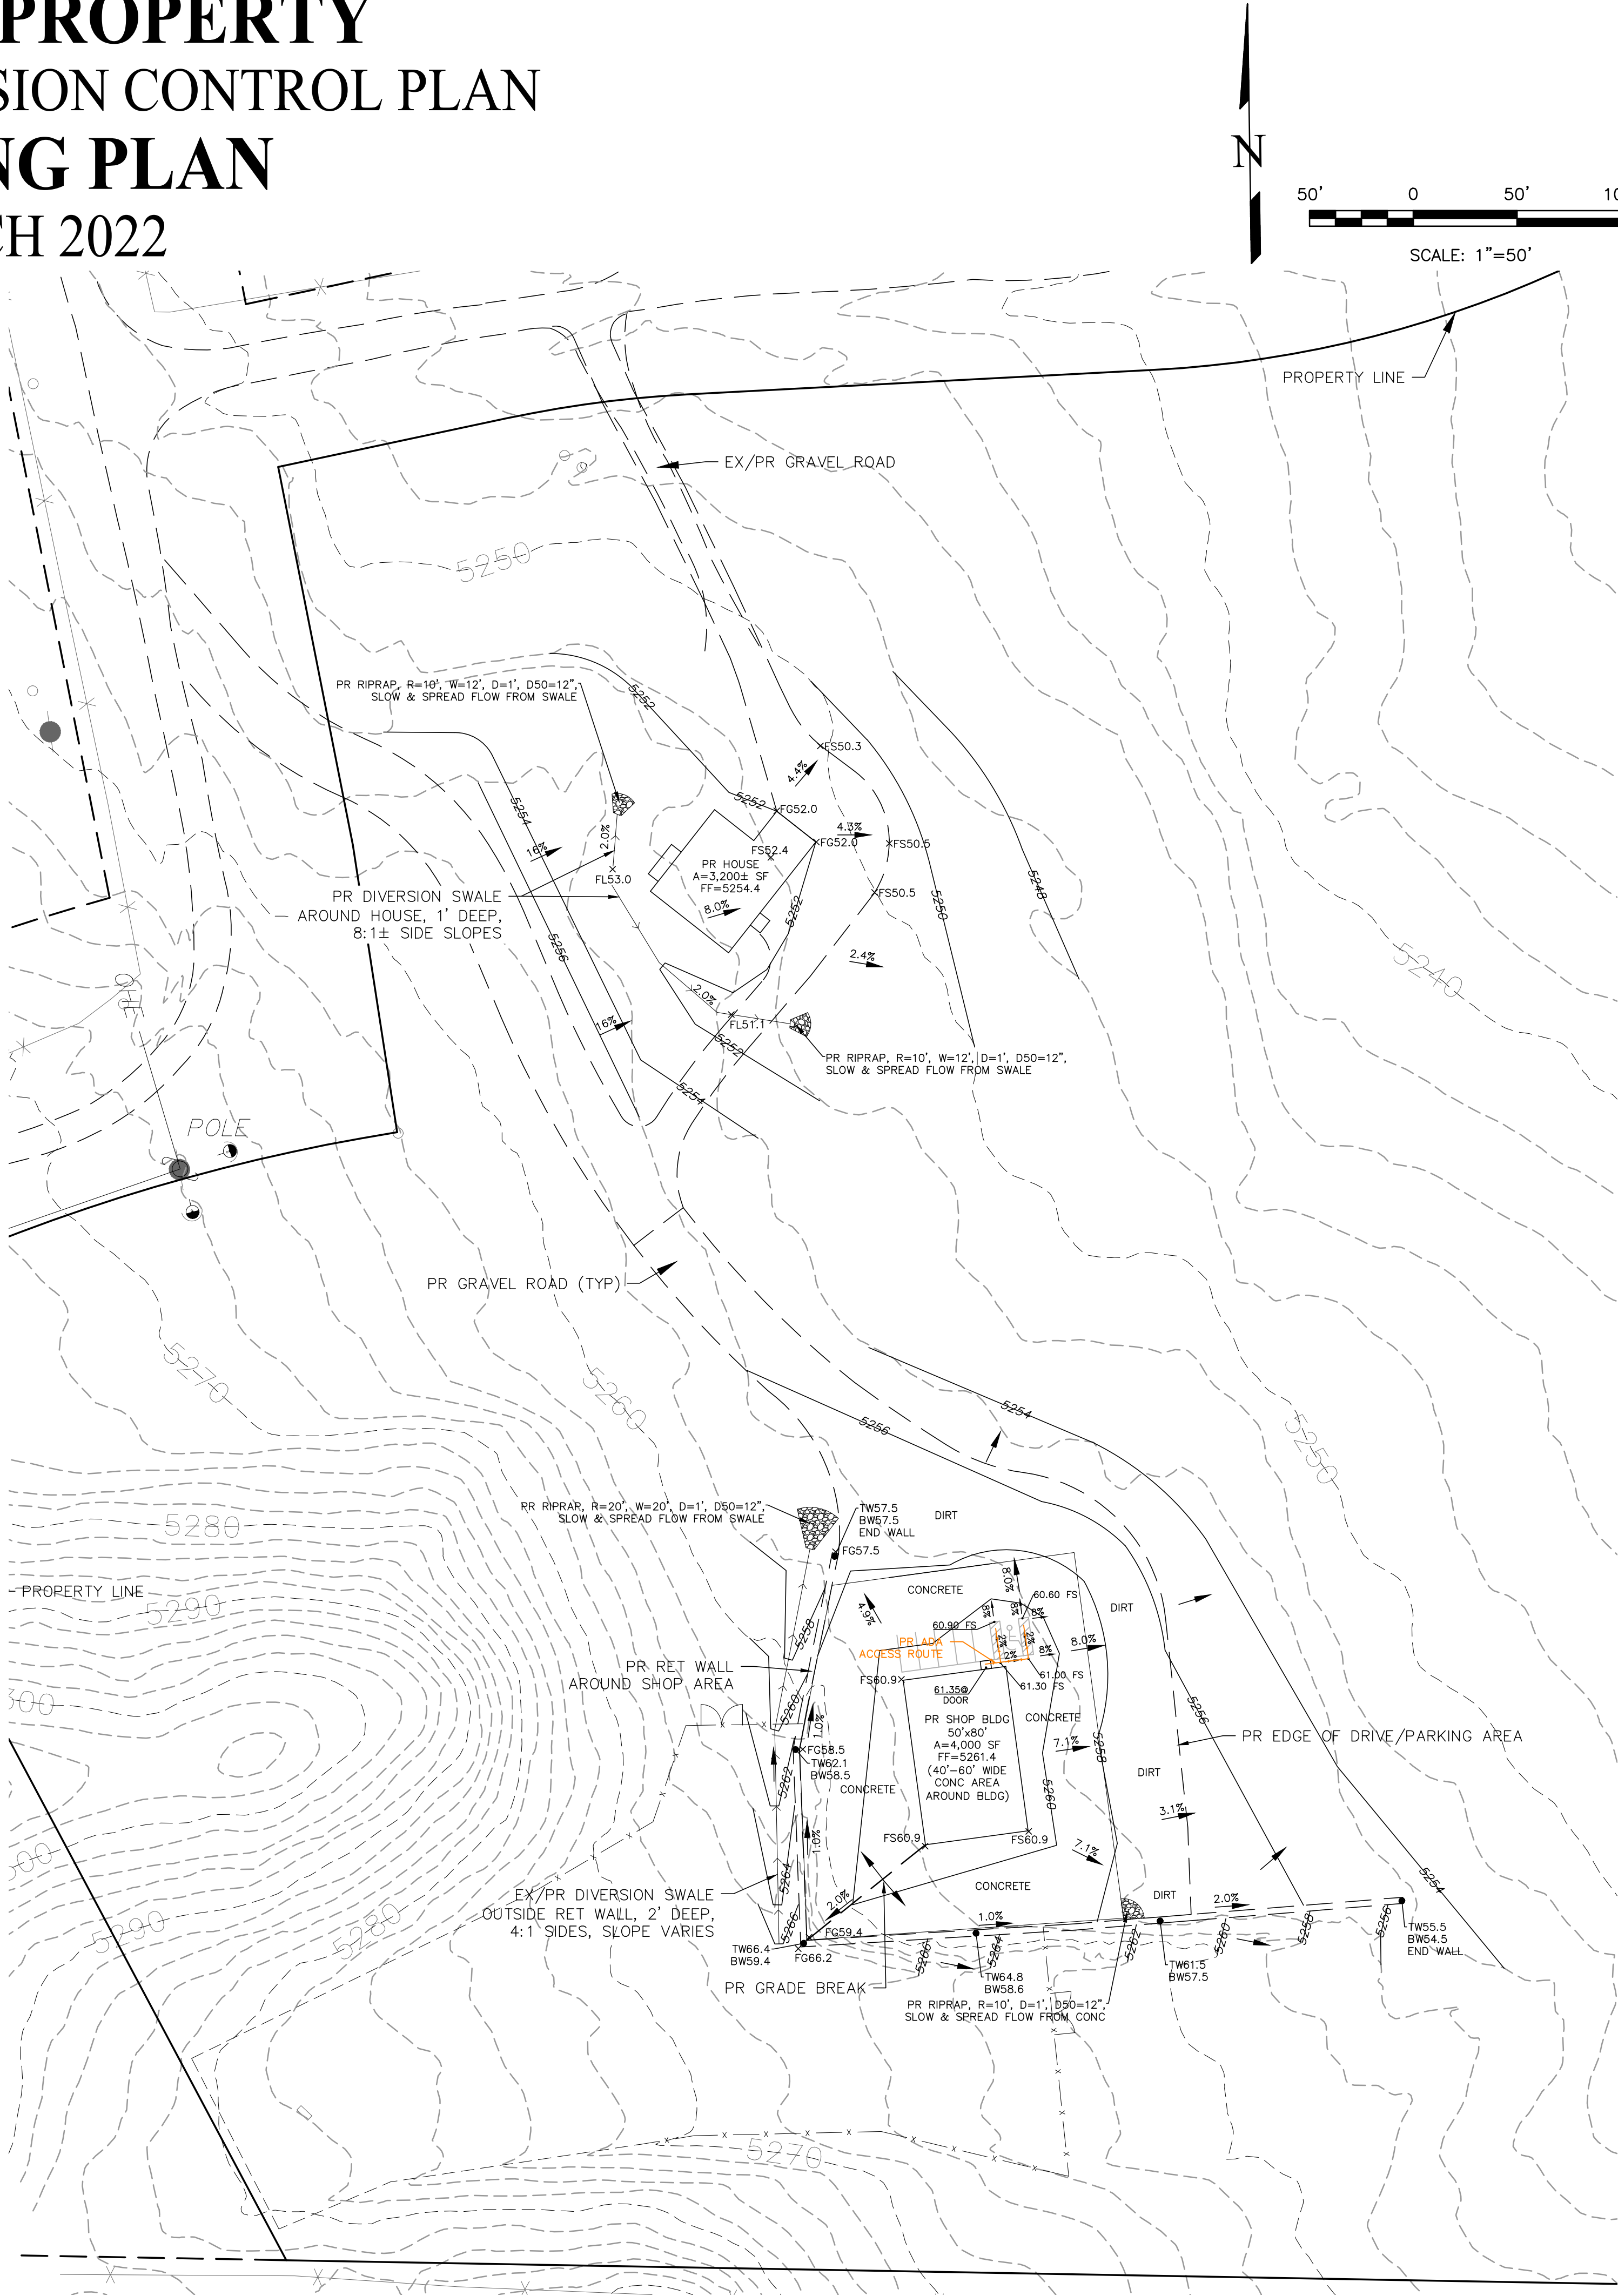 PROPERTY
SION CONTROL PLAN
NG PLAN
CH 2022
N
50' 0 50' 10
SCALE: 1"=50'
PROPERTY LINE
EX/PR GRAVEL ROAD
5250
PR RIPRAP, R=10', W=12', D=1', D50=12",
SLOW & SPREAD FLOW FROM SWALE
5252
FS50.3
4.4%
5252
FG52.0
5254
4.3%
FG52.0
FS50.5
2.0%
16%
FS52.4
PR HOUSE
A=3,200± SF
FF=5254.4
8.0%
FL53.0
5248
FS50.5
5250
5252
PR DIVERSION SWALE
AROUND HOUSE, 1' DEEP,
8:1± SIDE SLOPES
5256
2.4%
5240
OHE
2.0%
16%
FL51.1
5252
PR RIPRAP, R=10', W=12', D=1', D50=12",
SLOW & SPREAD FLOW FROM SWALE
5254
POLE
PR GRAVEL ROAD (TYP)
5270
5260
5254
5256
5250
PR RIPRAP, R=20', W=20', D=1', D50=12",
SLOW & SPREAD FLOW FROM SWALE
TW57.5
BW57.5
END WALL
DIRT
5280
FG57.5
PROPERTY LINE
5290
CONCRETE
8.0%
60.60 FS
4.9%
8%
8%
8%
DIRT
60.90 FS
PR ADA
ACCESS ROUTE
2%
2%
2%
8%
8.0%
5258
PR RET WALL
AROUND SHOP AREA
FS60.9
61.00 FS
61.30 FS
61.35@
DOOR
5300
5260
1.0%
PR SHOP BLDG
50'x80'
A=4,000 SF
FF=5261.4
(40'-60' WIDE
CONC AREA
AROUND BLDG)
CONCRETE
5256
PR EDGE OF DRIVE/PARKING AREA
7.1%
5258
FG58.5
TW62.1
BW58.5
5262
CONCRETE
DIRT
5260
3.1%
1.0%
FS60.9
FS60.9
7.1%
5300
5264
CONCRETE
5254
EX/PR DIVERSION SWALE
OUTSIDE RET WALL, 2' DEEP,
4:1 SIDES, SLOPE VARIES
2.0%
DIRT
2.0%
5290
5280
5266
FG59.4
1.0%
5266
5264
5262
5260
5258
5256
TW55.5
BW54.5
END WALL
TW66.4
BW59.4
FG66.2
TW64.8
BW58.6
TW61.5
BW57.5
PR GRADE BREAK
PR RIPRAP, R=10', D=1', D50=12",
SLOW & SPREAD FLOW FROM CONC
5270